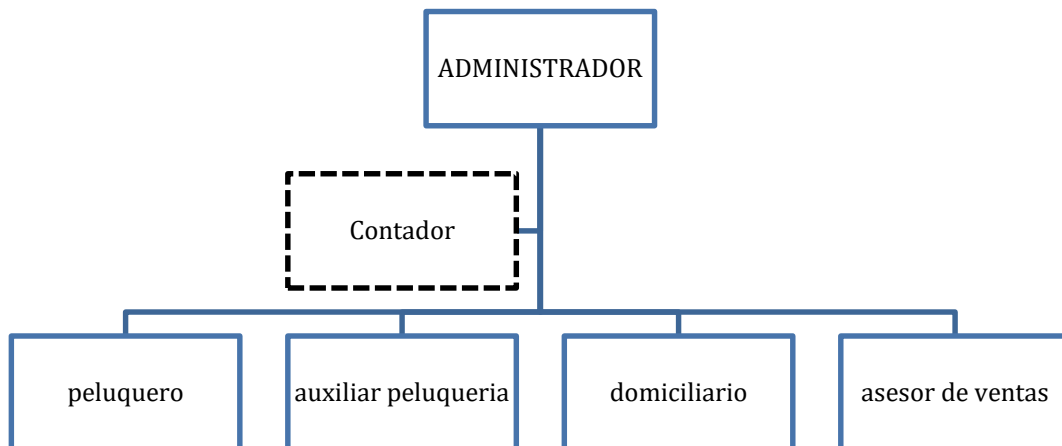 ADMINISTRADOR
Contador
peluquero
auxiliar peluqueria
domiciliario
asesor de ventas